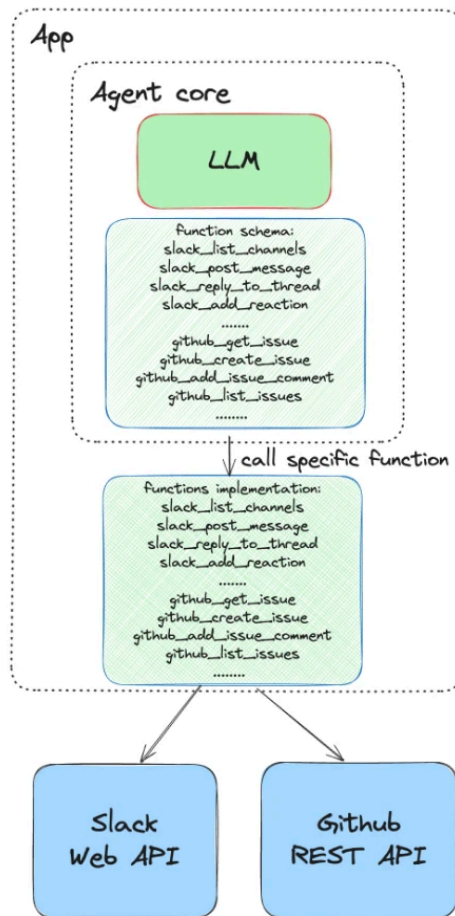 App
Agent core
LLM
function schema:
slack_list_channels
slack_post_message
slack_reply_to_thread
slack_add_reaction
.......
github_get_issue
github_create_issue
github_add_issue_comment
github_list_issues
........
call specific function
functions implementation:
slack_list_channels
slack_post_message
slack_reply_to_thread
slack_add_reaction
.......
github_get_issue
github_create_issue
github_add_issue_comment
github_list_issues
........
Slack
Web API
Github
REST API